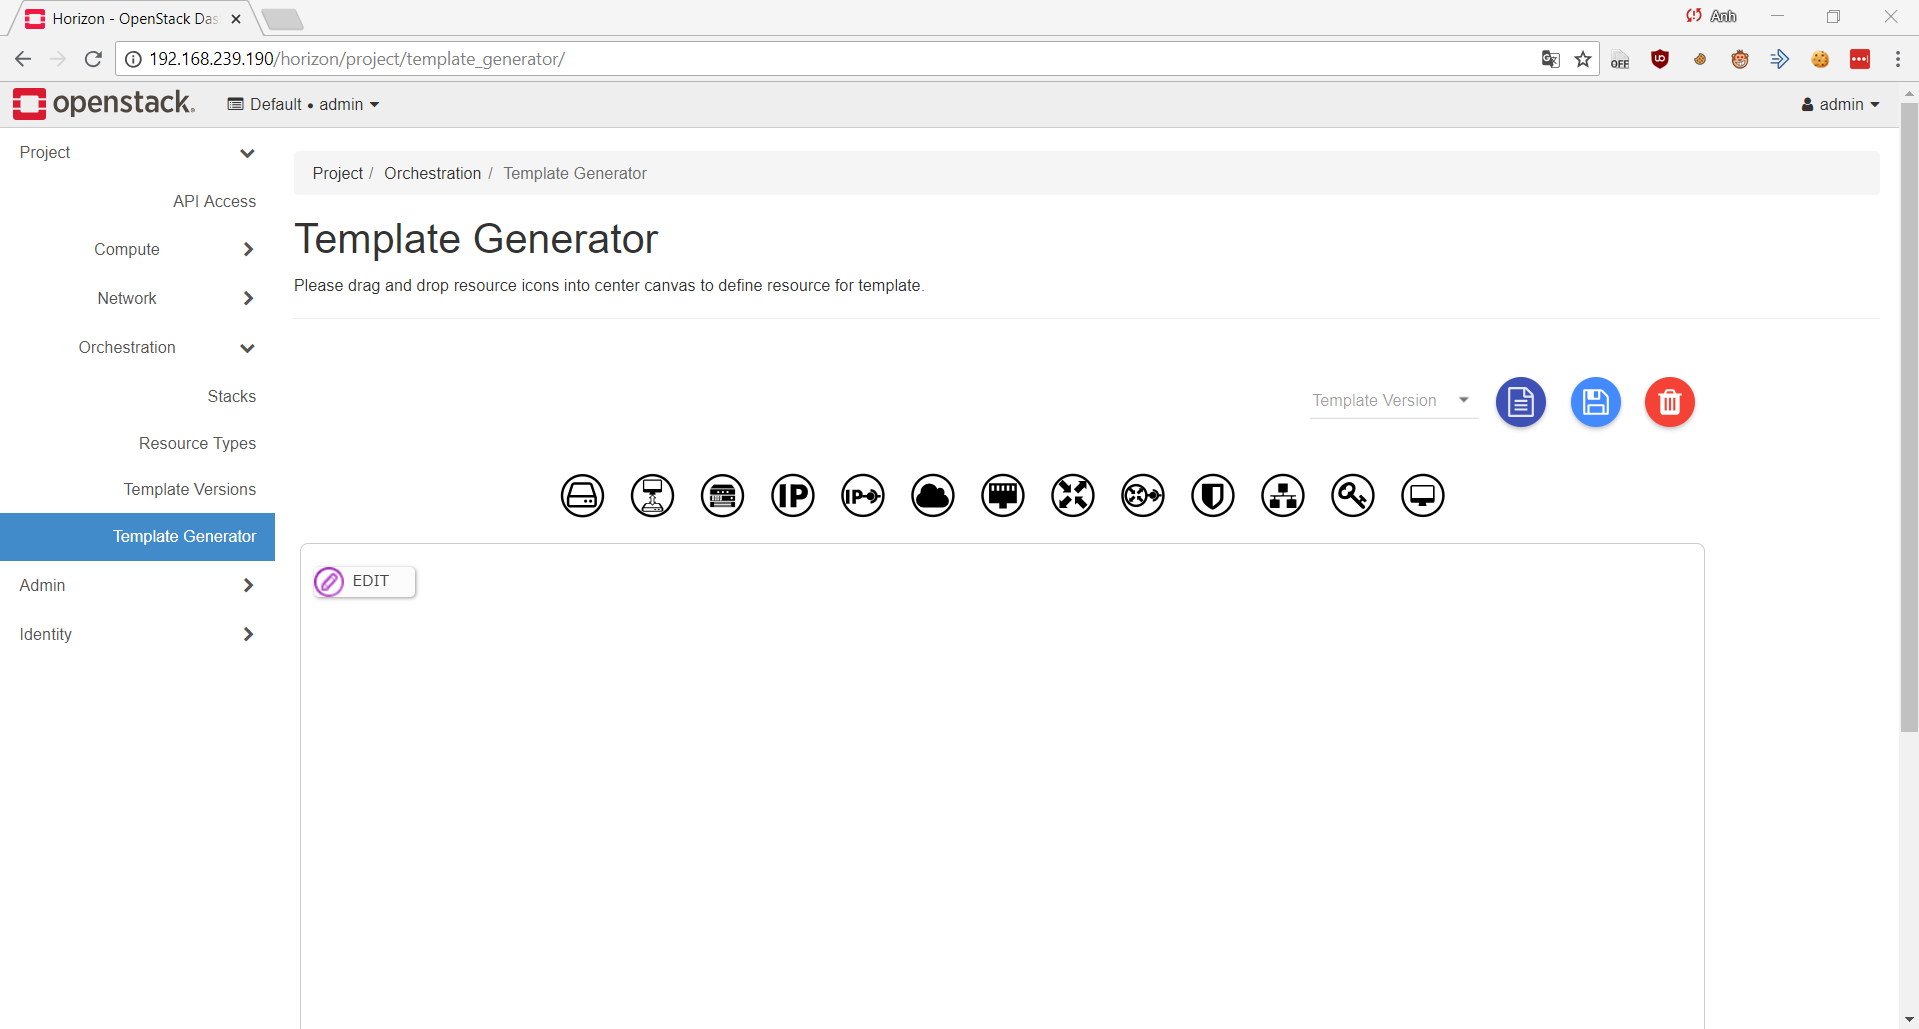 Horizon - OpenStack Das
Anh
192.168.239.190/horizon/project/template_generator/
OFF
openstack.
Default • admin
admin
Project
API Access
Compute
Network
Orchestration
Stacks
Resource Types
Template Versions
Template Generator
Admin
Identity
Project / Orchestration / Template Generator
Template Generator
Please drag and drop resource icons into center canvas to define resource for template.
Template Version
IP
IP
EDIT